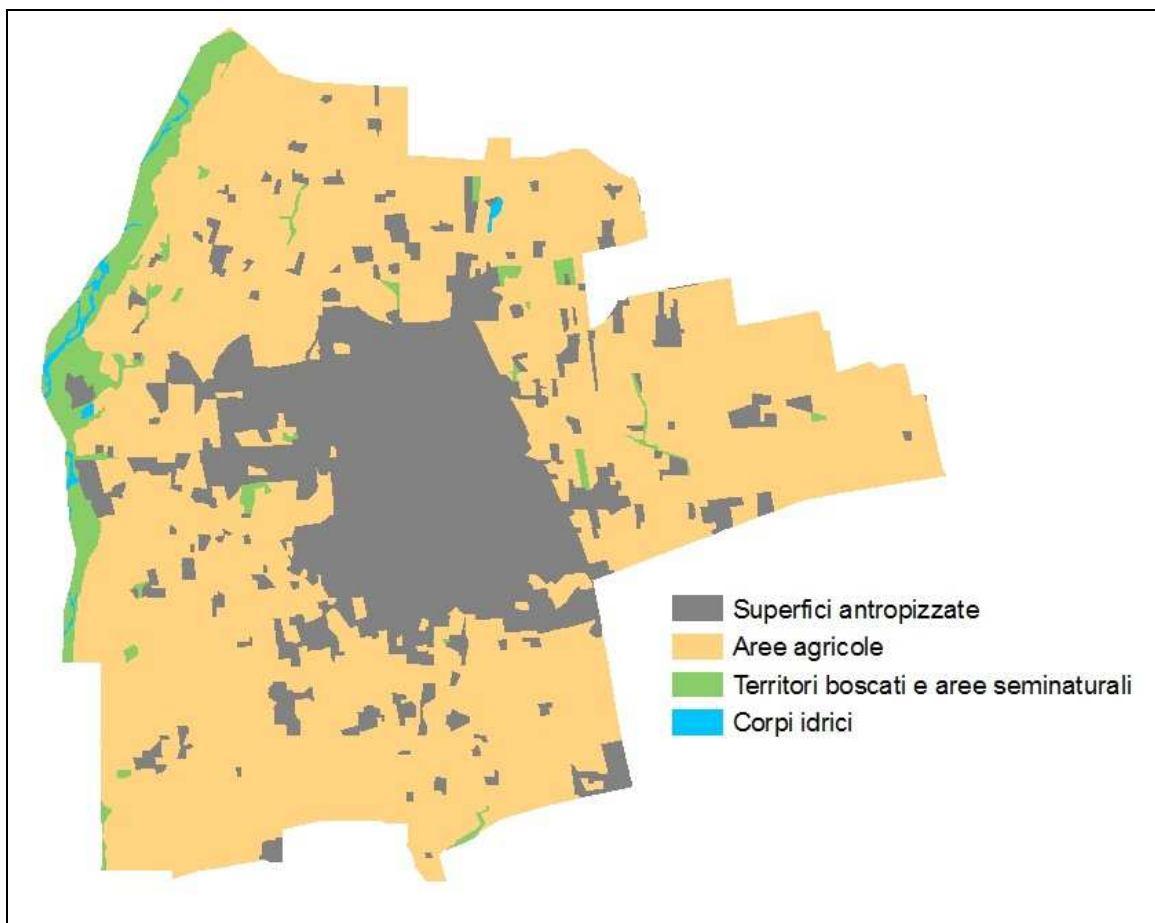 Superfici antropizzate
Aree agricole
Territori boscati e aree seminaturali
Corpi idrici